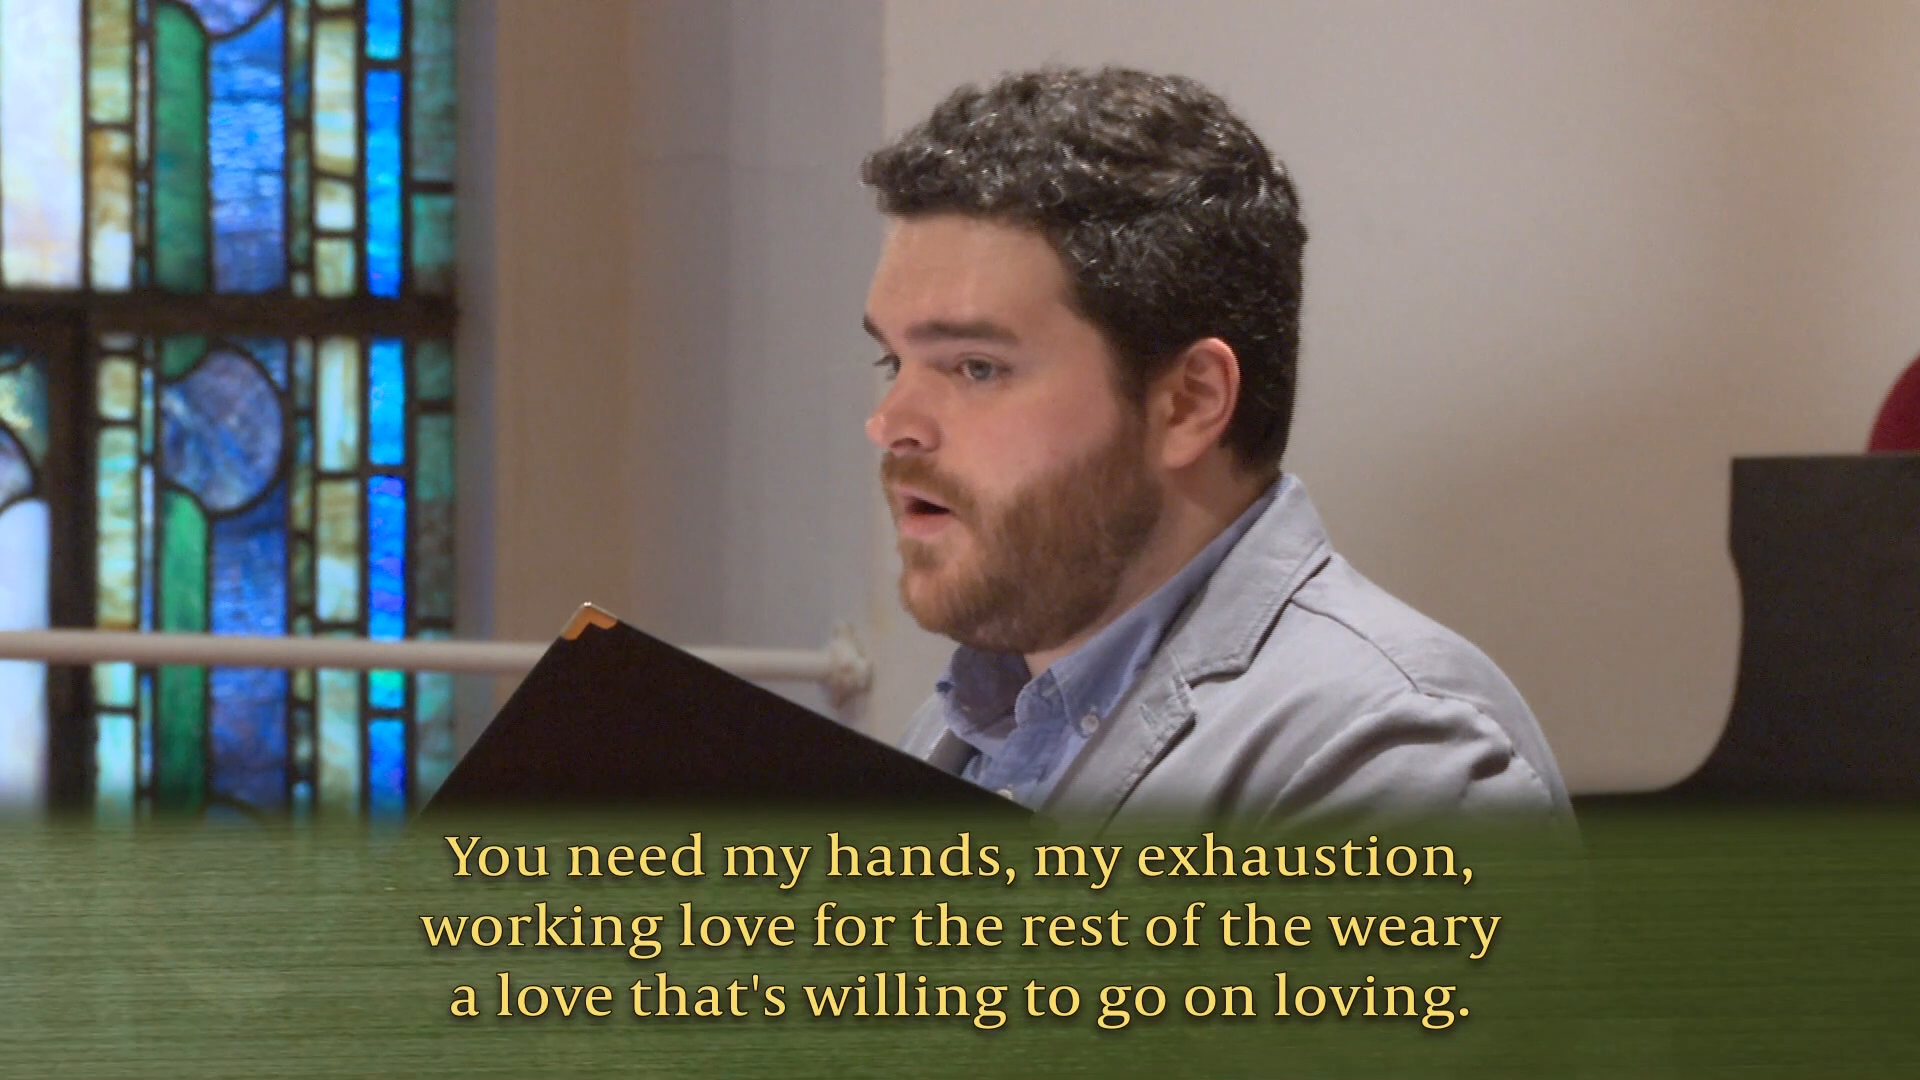 You need my hands, my exhaustion,
working love for the rest of the weary
a love that's willing to go on loving.